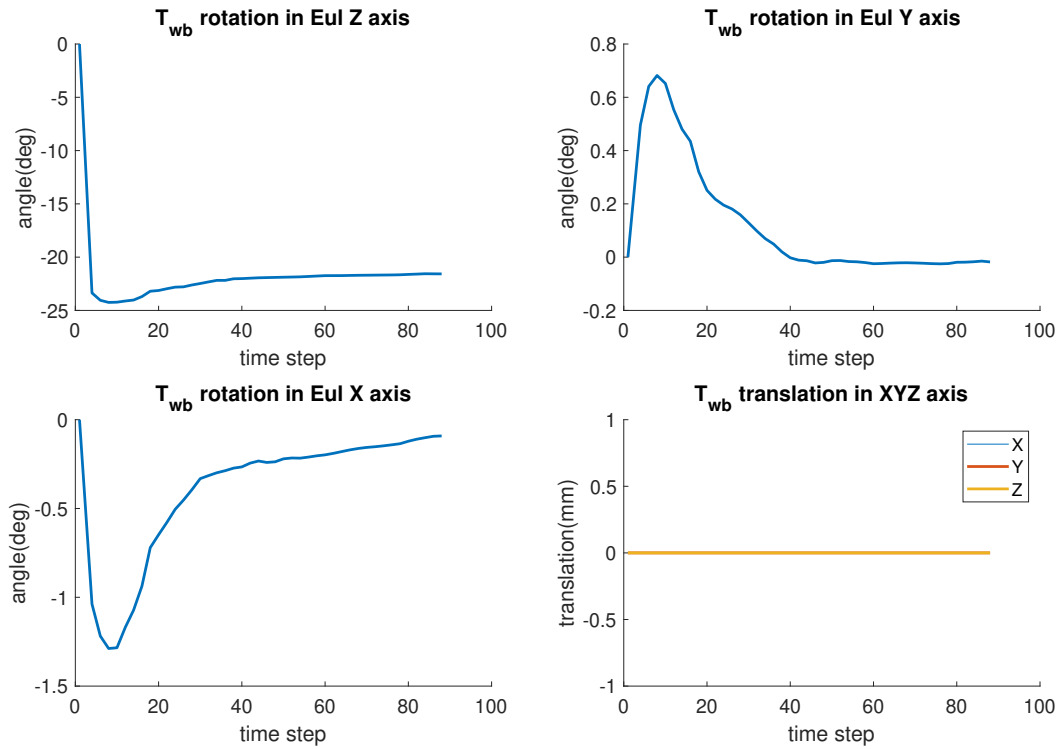 T_wb rotation in Eul Z axis
0
-5
-10
-15
-20
-25
angle(deg)
0 20 40 60 80 100
time step
T_wb rotation in Eul Y axis
0.8
0.6
0.4
0.2
0
-0.2
angle(deg)
0 20 40 60 80 100
time step
T_wb rotation in Eul X axis
0
-0.5
-1
-1.5
angle(deg)
0 20 40 60 80 100
time step
T_wb translation in XYZ axis
1
0.5
0
-0.5
-1
translation(mm)
X
Y
Z
0 20 40 60 80 100
time step